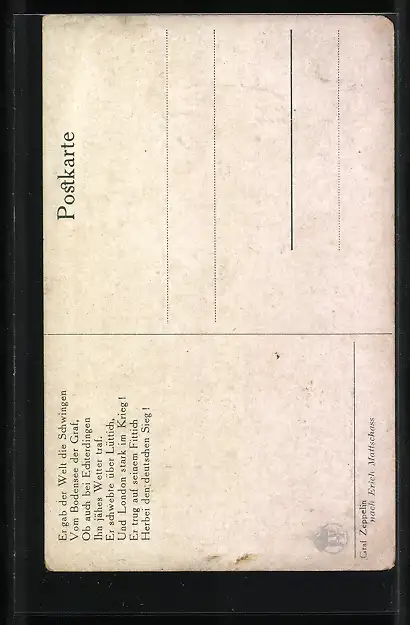 Postkarte
Er gab der Welt die Schwingen
Vom Bodensee der Graf,
Ob auch bei Echterdingen
Ihn jähes Wetter traf.
Er schwebte über Lüttich,
Und London stark im Krieg!
Er trug auf seinem Fittich
Herbei den deutschen Sieg!
Graf Zeppelin
nach Erich Mattschass